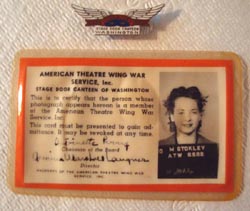 STAGE DOOR CANTEEN
WASHINGTON
AMERICAN THEATRE WING WAR
SERVICE, Inc.
STAGE DOOR CANTEEN OF WASHINGTON
This is to certify that the person whose
photograph appears hereon is a member
of the American Theatre Wing War
Service, Inc.
This card must be presented to gain ad-
mittance. It may be revoked at any time.
Chairman of the Board
Director
PROPERTY OF THE AMERICAN THEATRE WING WAR
SERVICE, INC.
M STOKLEY
ATW